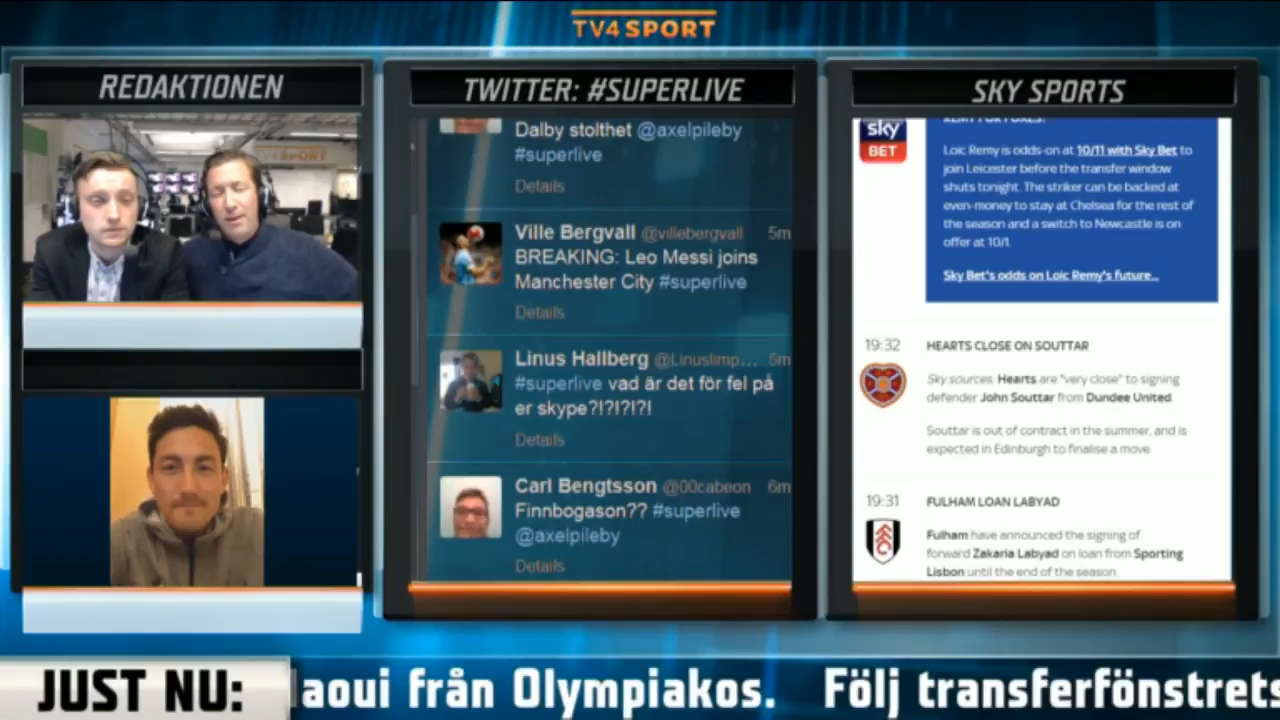 TV4 SPORT
REDAKTIONEN
TV4 SPORT
TWITTER: #SUPERLIVE
Dalby stolthet @axelpileby
#superlive
Details
Ville Bergvall @villebergvall 5m
BREAKING: Leo Messi joins
Manchester City #superlive
Details
Linus Hallberg @Linuslimp... 5m
#superlive vad är det för fel på
er skype?!?!?!?!
Details
Carl Bengtsson @00cabeon 6m
Finnbogason?? #superlive
@axelpileby
Details
SKY SPORTS
sky
BET
Loic Remy is odds-on at 10/11 with Sky Bet to
join Leicester before the transfer window
shuts tonight. The striker can be backed at
even-money to stay at Chelsea for the rest of
the season and a switch to Newcastle is on
offer at 10/1.
Sky Bet's odds on Loic Remy's future...
19:32 HEARTS CLOSE ON SOUTTAR
Sky sources: Hearts are "very close" to signing
defender John Souttar from Dundee United.
Souttar is out of contract in the summer, and is
expected in Edinburgh to finalise a move.
19:31 FULHAM LOAN LABYAD
Fulham have announced the signing of
forward Zakaria Labyad on loan from Sporting
Lisbon until the end of the season.
JUST NU: aoui från Olympiakos. Följ transferfönstrets